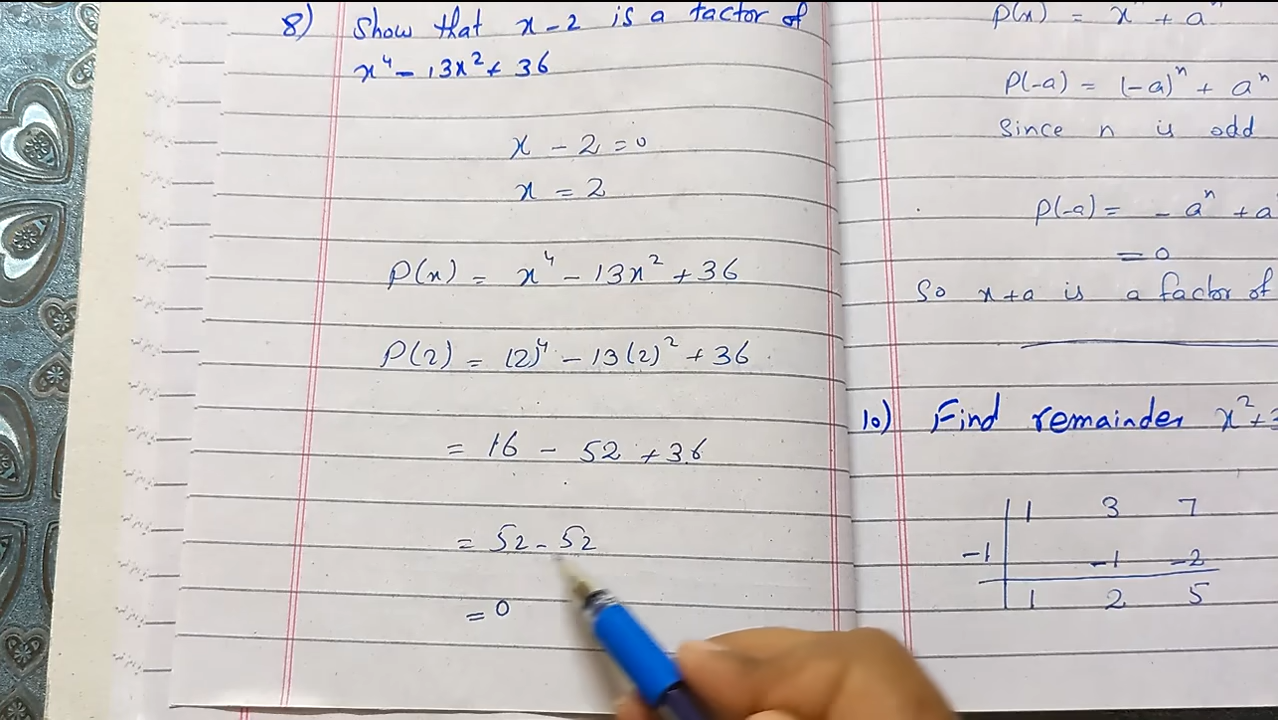 8) Show that x-2 is a factor of
x⁴ - 13x² + 36
x - 2 = 0
x = 2
P(x) = x⁴ - 13x² + 36
P(2) = (2)⁴ - 13(2)² + 36
= 16 - 52 + 36
= 52 - 52
= 0
P(x) = xⁿ + aⁿ
P(-a) = (-a)ⁿ + aⁿ
Since n is odd
P(-a) = - aⁿ + a
= 0
So x+a is a factor of
10) Find remainder x² + 3
1 3 7
-1 -1 -2
1 2 5